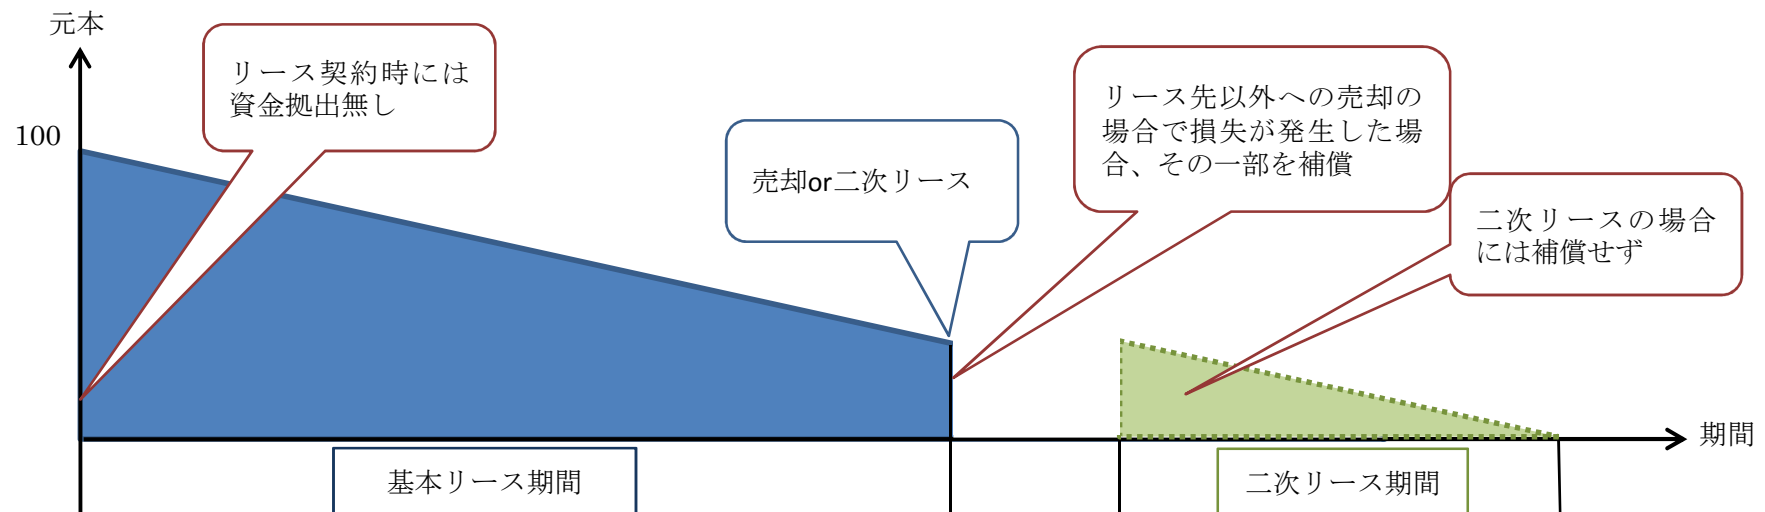 元本
リース契約時には
資金拠出無し
100
売却or二次リース
リース先以外への売却の
場合で損失が発生した場
合、その一部を補償
二次リースの場合
には補償せず
期間
基本リース期間
二次リース期間